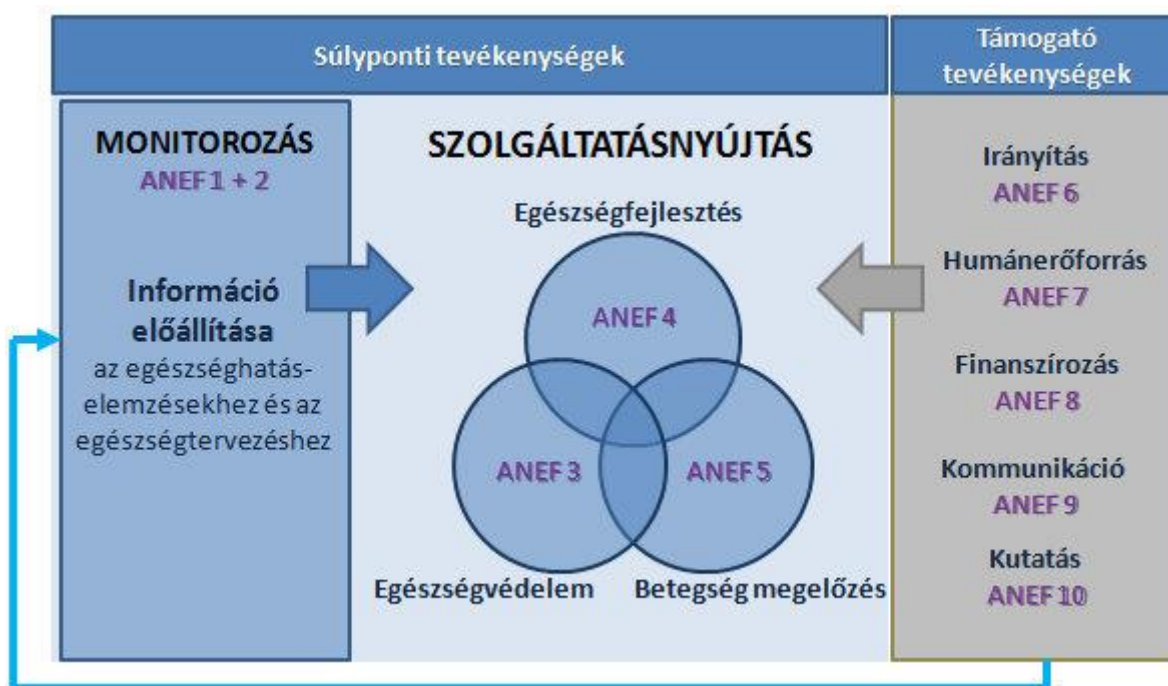 Súlyponti tevékenységek
Támogató
tevékenységek
MONITOROZÁS
ANEF 1 + 2
Információ
előállítása
az egészséghatás-
elemzésekhez és az
egészségtervezéshez
SZOLGÁLTATÁSNYÚJTÁS
Egészségfejlesztés
ANEF 4
ANEF 3
ANEF 5
Egészségvédelem
Betegség megelőzés
Irányítás
ANEF 6
Humánerőforrás
ANEF 7
Finanszírozás
ANEF 8
Kommunikáció
ANEF 9
Kutatás
ANEF 10